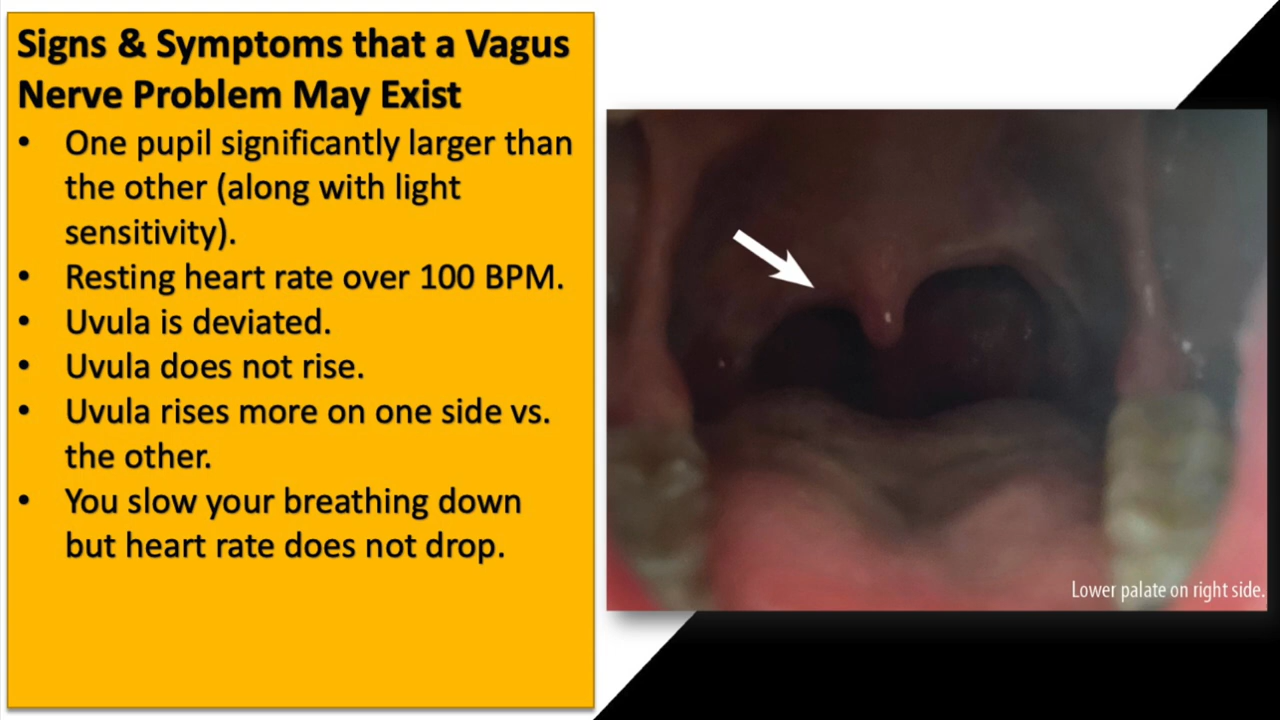 Signs & Symptoms that a Vagus
Nerve Problem May Exist
• One pupil significantly larger than
the other (along with light
sensitivity).
• Resting heart rate over 100 BPM.
• Uvula is deviated.
• Uvula does not rise.
• Uvula rises more on one side vs.
the other.
• You slow your breathing down
but heart rate does not drop.
Lower palate on right side.